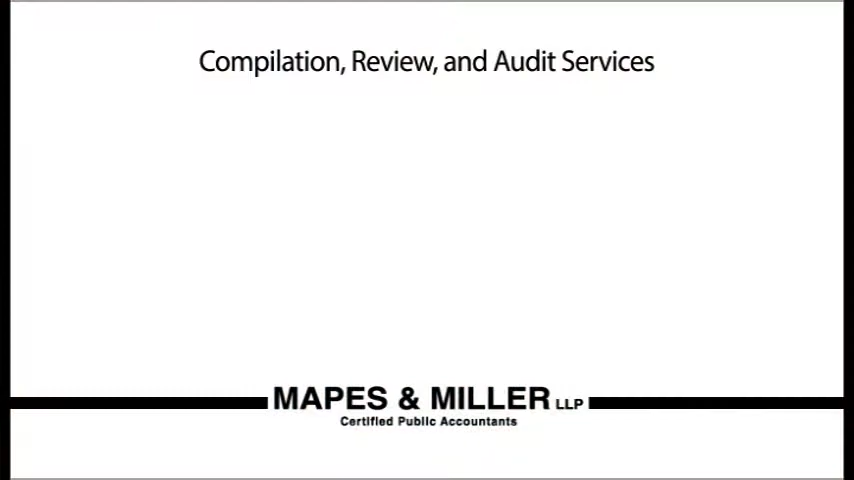 Compilation, Review, and Audit Services
MAPES & MILLER LLP
Certified Public Accountants